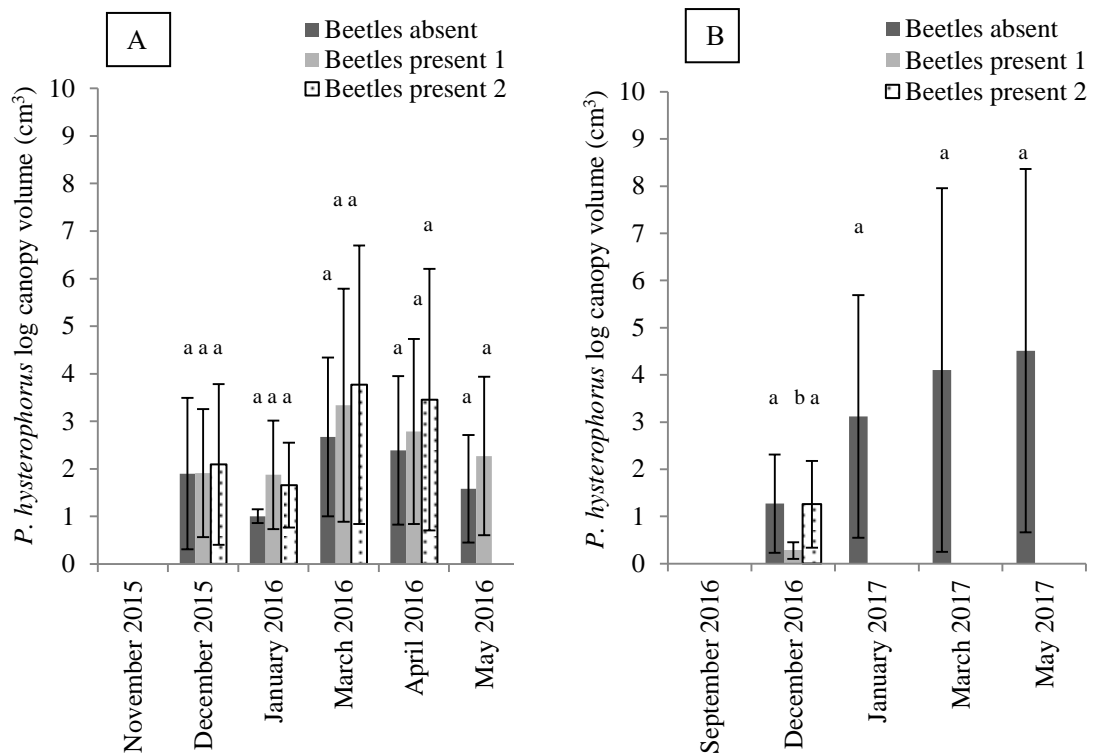 A
Beetles absent
Beetles present 1
Beetles present 2
P. hysterophorus log canopy volume (cm³)
10
9
8
7
6
5
4
3
2
1
0
a a a
a a a
a a a
a a a
a a
November 2015
December 2015
January 2016
March 2016
April 2016
May 2016
B
Beetles absent
Beetles present 1
Beetles present 2
P. hysterophorus log canopy volume (cm³)
10
9
8
7
6
5
4
3
2
1
0
a b a
a
a
a
September 2016
December 2016
January 2017
March 2017
May 2017